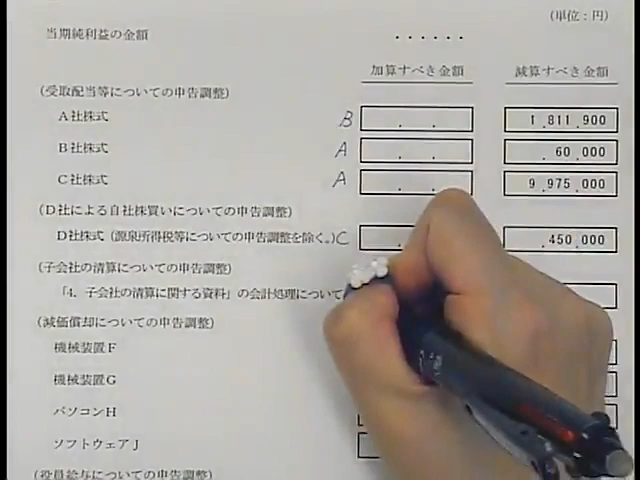 (単位：円)
当期純利益の金額 ・・・・・・
加算すべき金額 減算すべき金額
(受取配当等についての申告調整)
A社株式 B 1,811,900
B社株式 A 60,000
C社株式 A 9,975,000
(D社による自社株買いについての申告調整)
D社株式 (源泉所得税等についての申告調整を除く。) C 450,000
(子会社の清算についての申告調整)
「4．子会社の清算に関する資料」の会計処理について
(減価償却についての申告調整)
機械装置F
機械装置G
パソコンH
ソフトウェアJ
(役員給与についての申告調整)